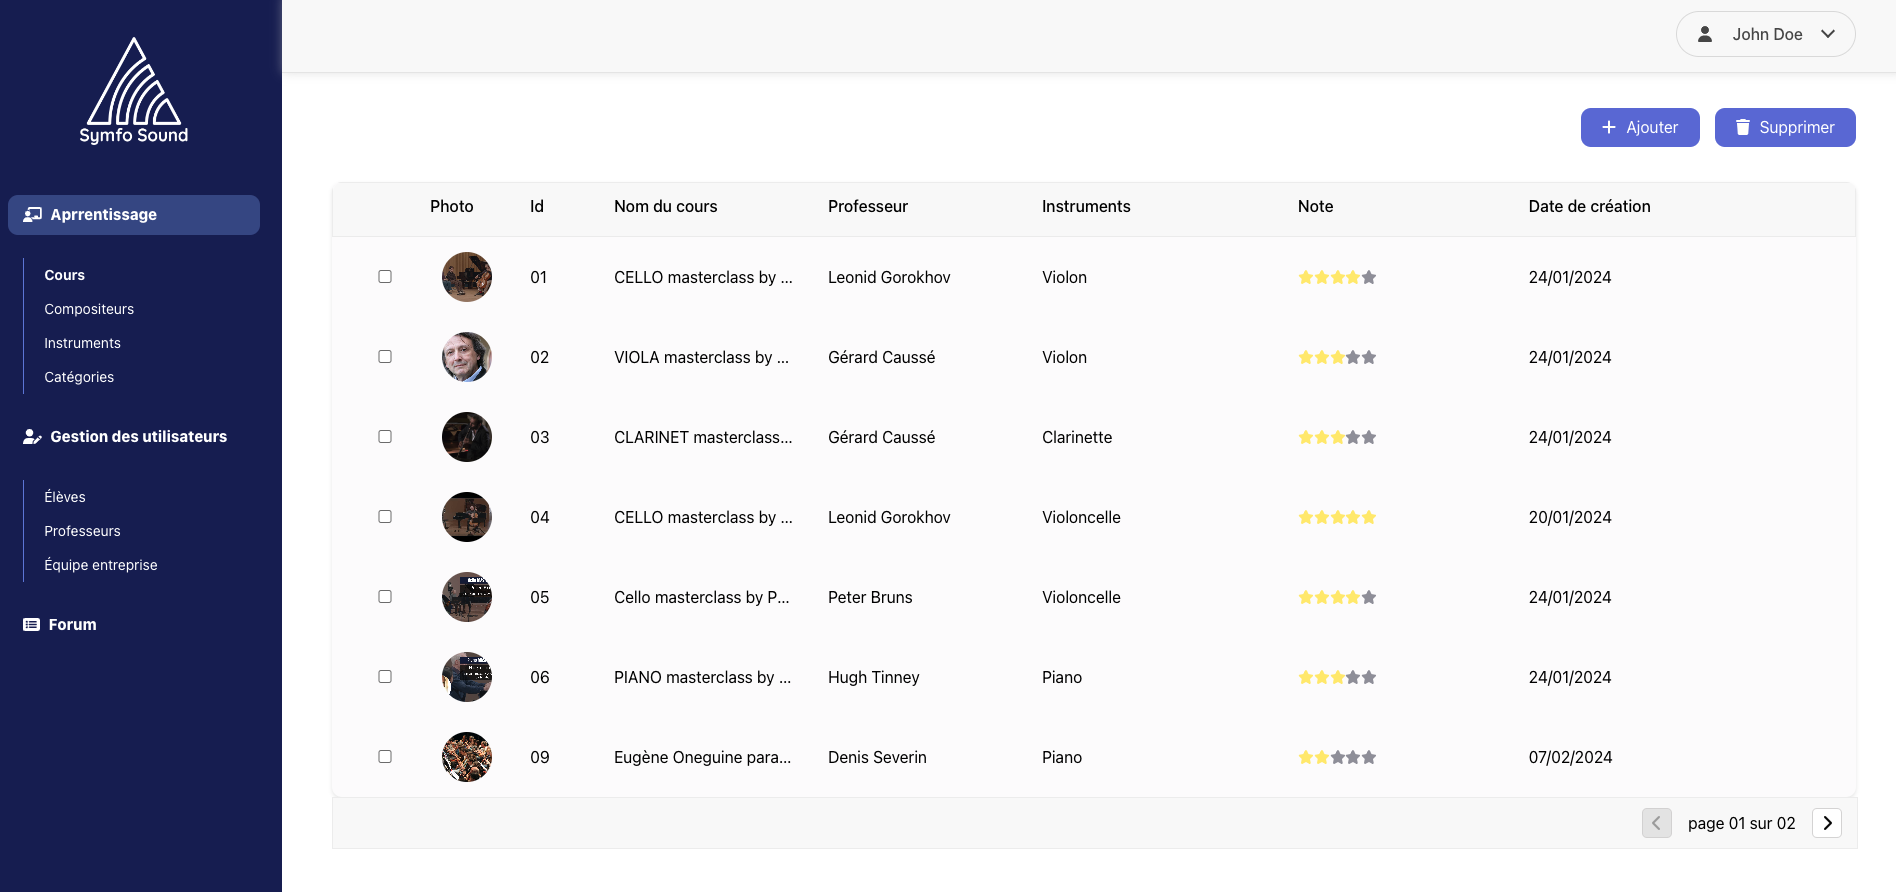 John Doe
Symfo Sound
Ajouter
Supprimer
Aprrentissage
Cours
Compositeurs
Instruments
Catégories
Gestion des utilisateurs
Élèves
Professeurs
Équipe entreprise
Forum
Photo Id Nom du cours Professeur Instruments Note Date de création
01 CELLO masterclass by ... Leonid Gorokhov Violon 24/01/2024
02 VIOLA masterclass by ... Gérard Caussé Violon 24/01/2024
03 CLARINET masterclass... Gérard Caussé Clarinette 24/01/2024
04 CELLO masterclass by ... Leonid Gorokhov Violoncelle 20/01/2024
05 Cello masterclass by P... Peter Bruns Violoncelle 24/01/2024
06 PIANO masterclass by ... Hugh Tinney Piano 24/01/2024
09 Eugène Oneguine para... Denis Severin Piano 07/02/2024
page 01 sur 02